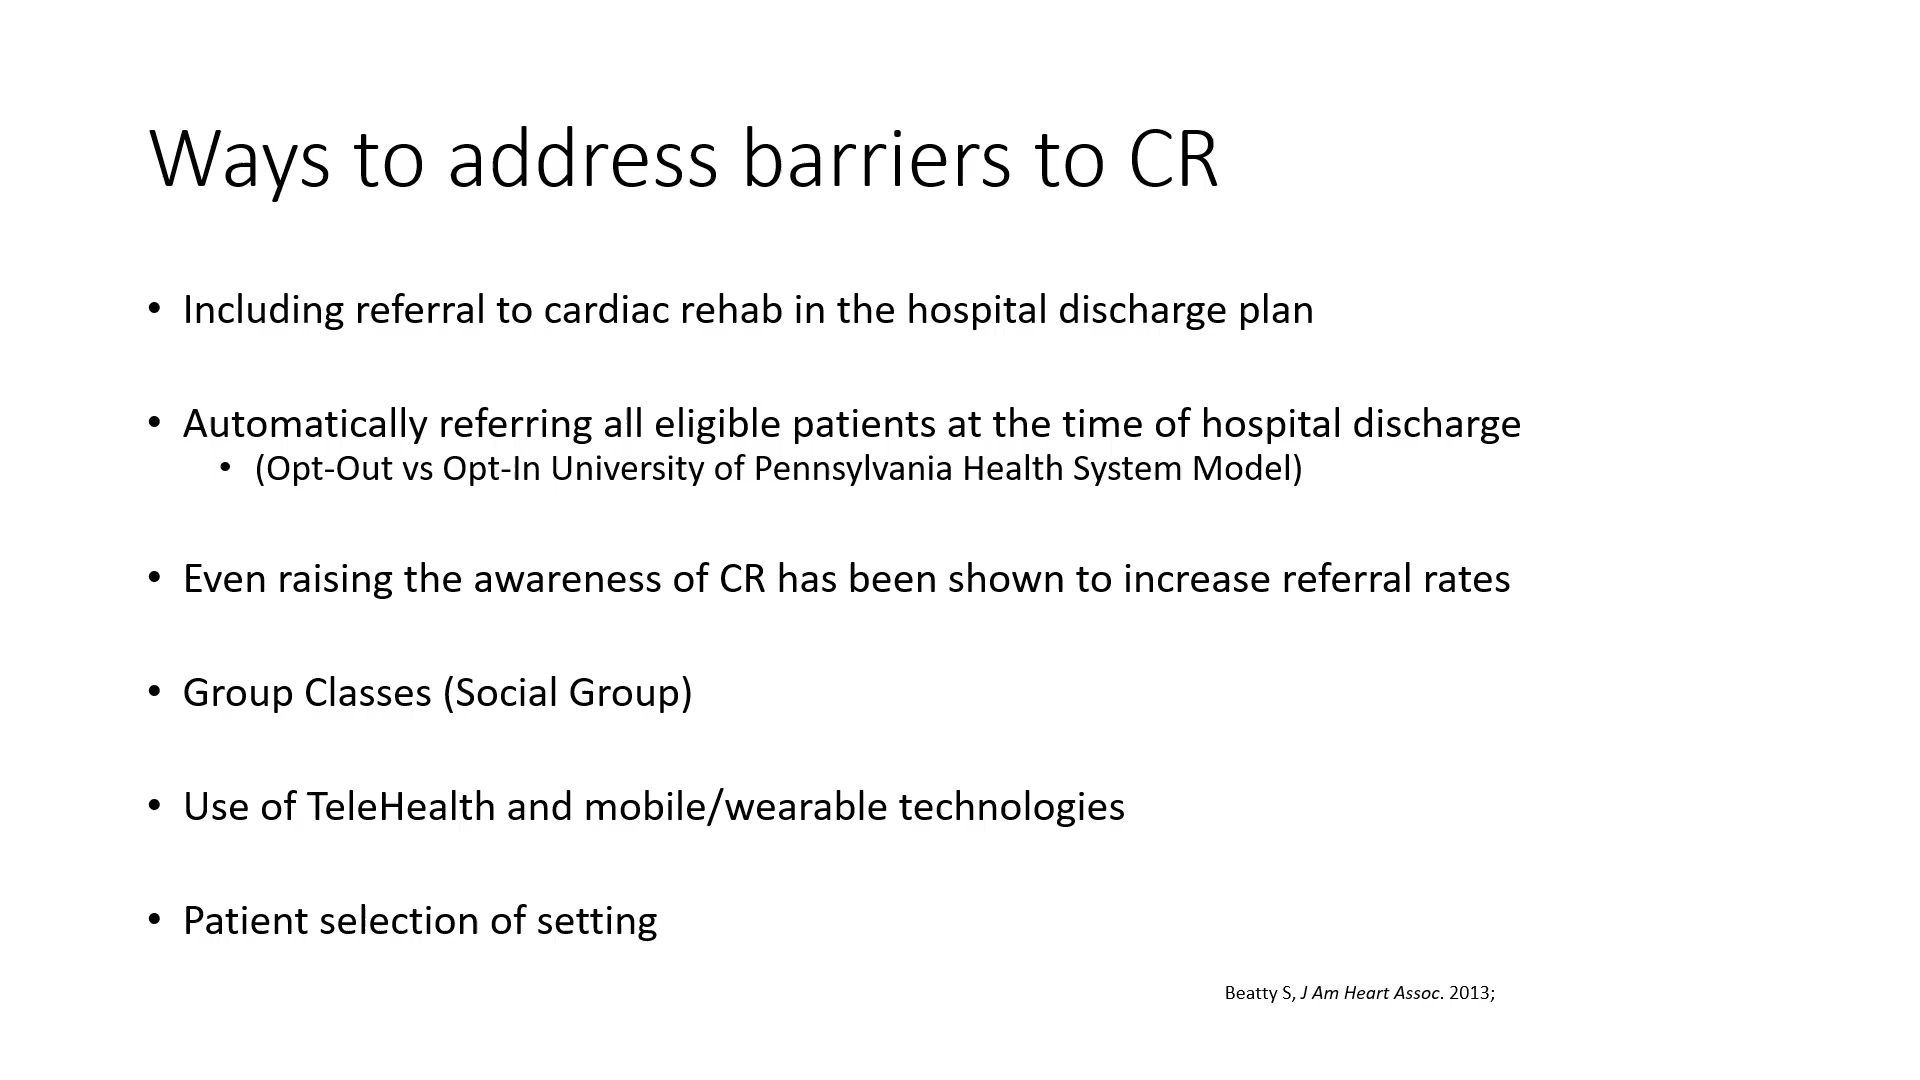 Ways to address barriers to CR
• Including referral to cardiac rehab in the hospital discharge plan
• Automatically referring all eligible patients at the time of hospital discharge
• (Opt-Out vs Opt-In University of Pennsylvania Health System Model)
• Even raising the awareness of CR has been shown to increase referral rates
• Group Classes (Social Group)
• Use of TeleHealth and mobile/wearable technologies
• Patient selection of setting
Beatty S, J Am Heart Assoc. 2013;